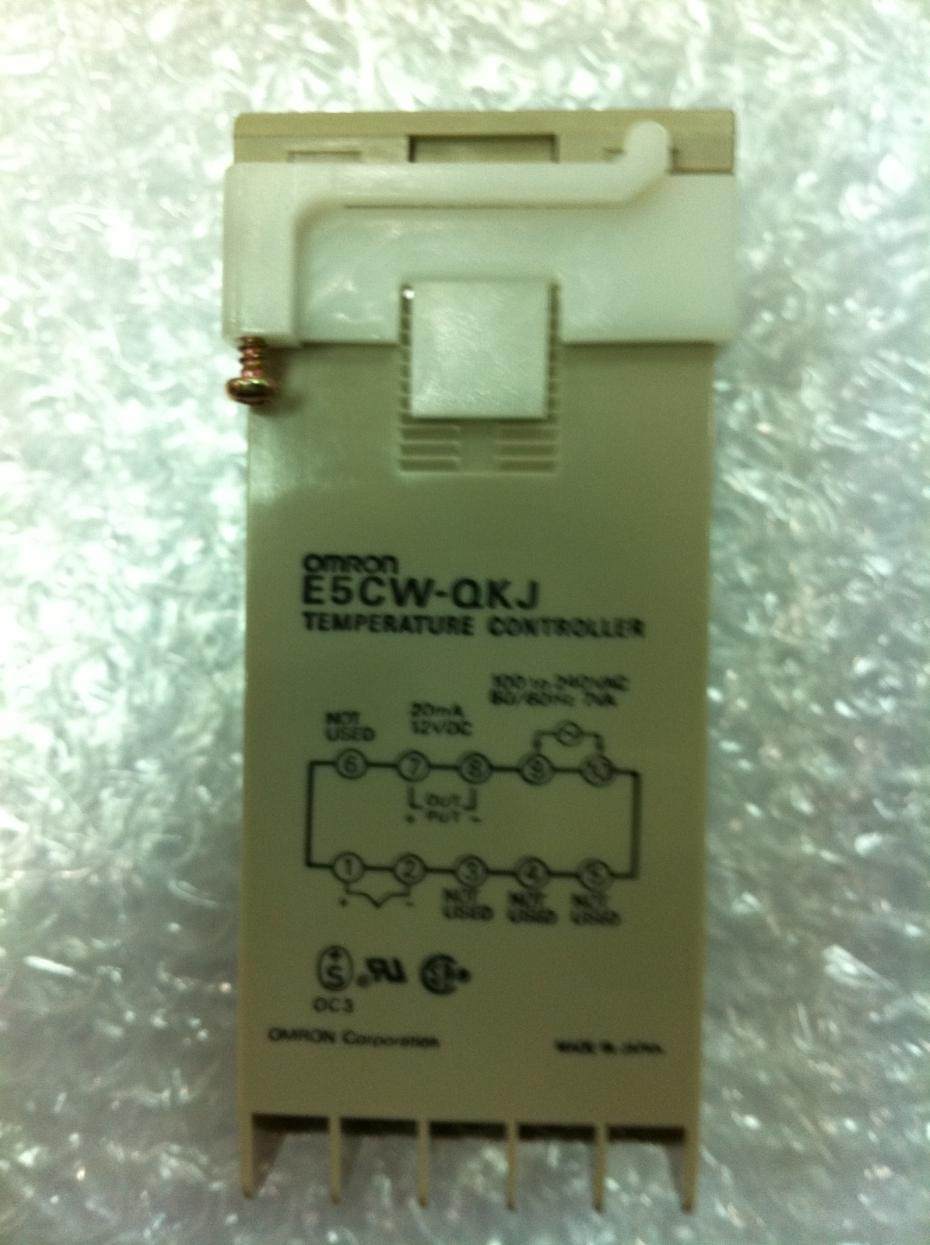 OMRON
E5CW-QKJ
TEMPERATURE CONTROLLER
100 to 240VAC
50/60Hz 7VA
20mA
12VDC
NOT
USED
6 7 8 9 10
OUT
PUT
+ -
1 2 3 4 5
+ -
NOT USED NOT USED NOT USED
S
OC3
OMRON Corporation
MADE IN JAPAN